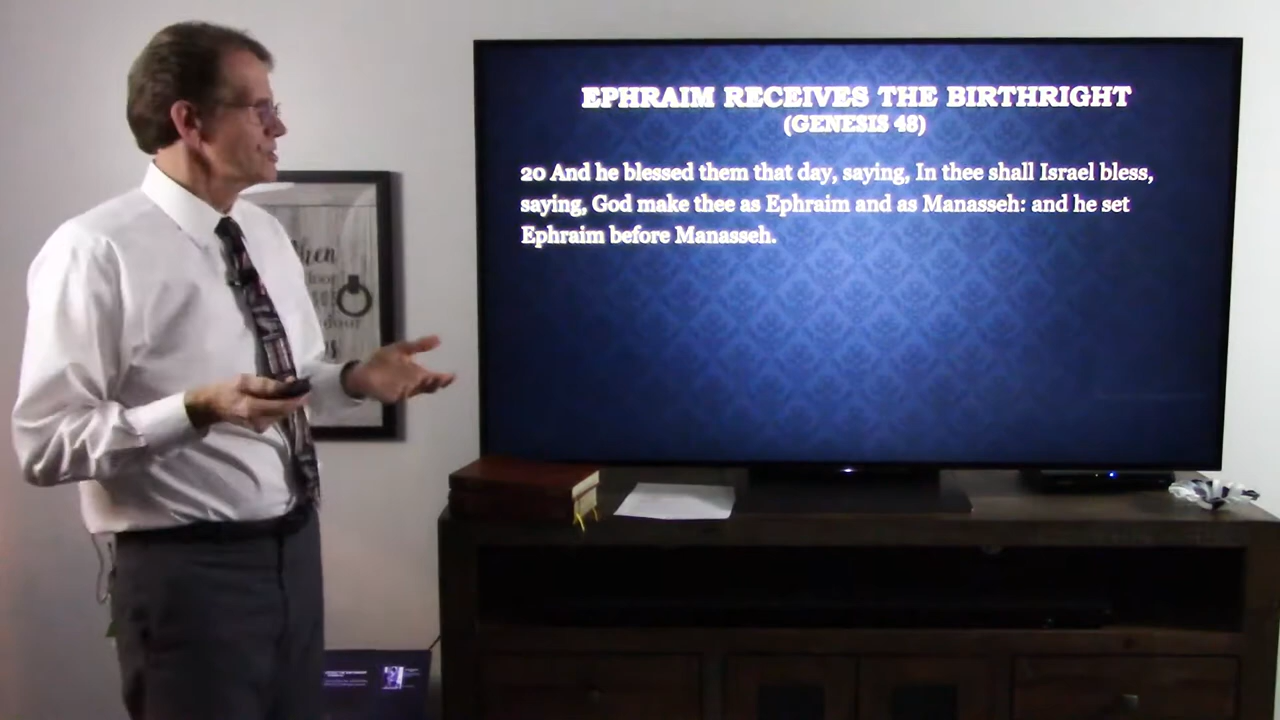 EPHRAIM RECEIVES THE BIRTHRIGHT
(GENESIS 48)
20 And he blessed them that day, saying, In thee shall Israel bless,
saying, God make thee as Ephraim and as Manasseh: and he set
Ephraim before Manasseh.